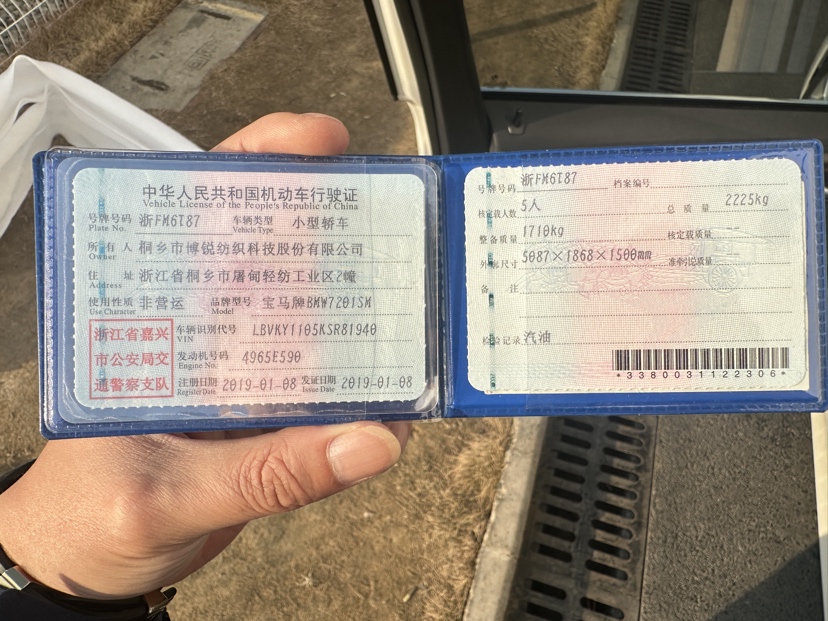 中华人民共和国机动车行驶证
Vehicle License of the People's Republic of China
号牌号码 浙FM6T87 车辆类型 小型轿车
Plate No. Vehicle Type
所有人 桐乡市博锐纺织科技股份有限公司
Owner
住址 浙江省桐乡市屠甸轻纺工业区2幢
Address
使用性质 非营运 品牌型号 宝马牌BMW7201SM
Use Character Model
浙江省嘉兴
市公安局交
通警察支队
车辆识别代号 LBVKY1105KSR81940
VIN
发动机号码 4965E590
Engine No.
注册日期 2019-01-08 发证日期 2019-01-08
Register Date Issue Date
号牌号码 浙FM6T87 档案编号
核定载人数 5人 总质量 2225kg
整备质量 1710kg 核定载质量 --
外廓尺寸 5087×1868×1500mm 准牵引总质量 --
备注
检验记录 汽油
*3380031122306*